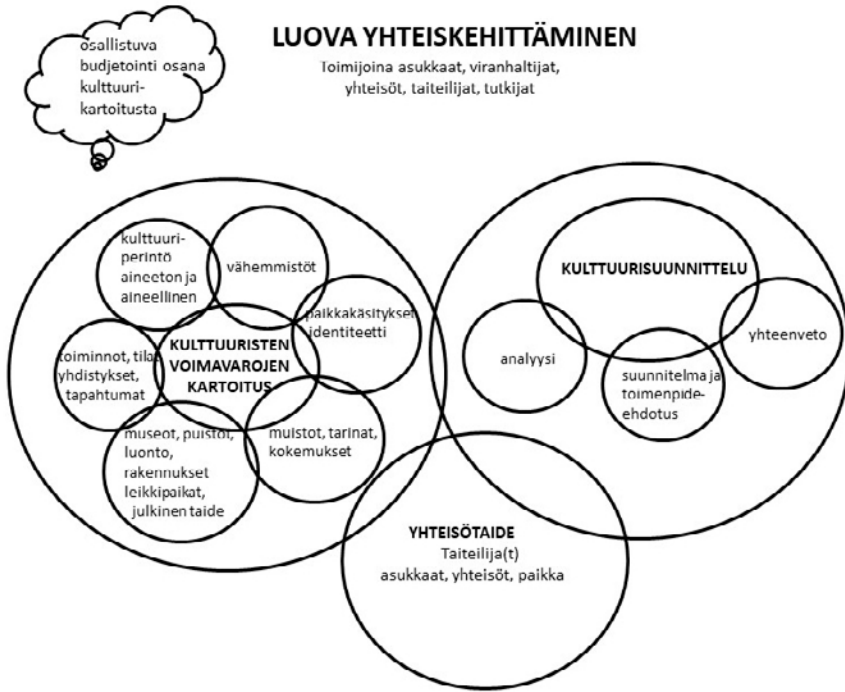 osallistuva
budjetointi osana
kulttuuri-
kartoitusta
LUOVA YHTEISKEHITTÄMINEN
Toimijoina asukkaat, viranhaltijat,
yhteisöt, taiteilijat, tutkijat
kulttuuri-
perintö
aineeton ja
aineellinen
vähemmistöt
paikkakäsitykset
identiteetti
KULTTUURISTEN
VOIMAVAROJEN
KARTOITUS
toiminnot, tilat
yhdistykset,
tapahtumat
museot, puistot,
luonto,
rakennukset
leikkipaikat,
julkinen taide
muistot, tarinat,
kokemukset
KULTTUURISUUNNITTELU
analyysi
suunnitelma ja
toimenpide-
ehdotus
yhteenveto
YHTEISÖTAIDE
Taiteilija(t)
asukkaat, yhteisöt, paikka